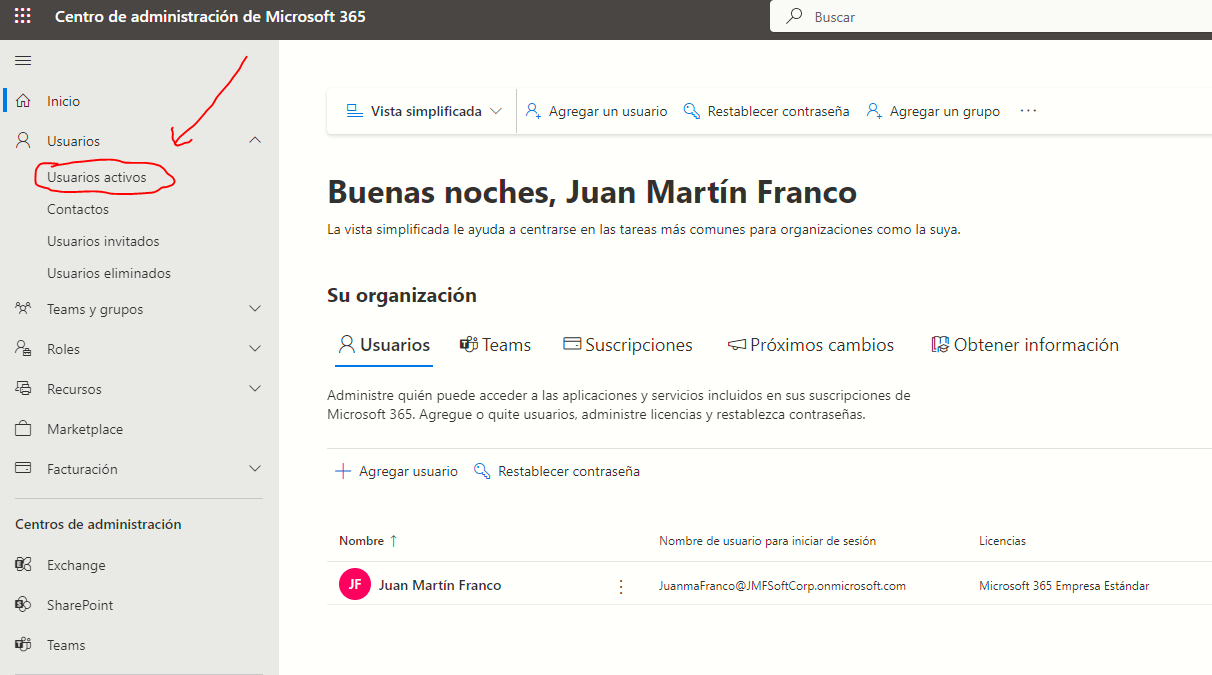 Centro de administración de Microsoft 365
Buscar
Inicio
Usuarios
Usuarios activos
Contactos
Usuarios invitados
Usuarios eliminados
Teams y grupos
Roles
Recursos
Marketplace
Facturación
Centros de administración
Exchange
SharePoint
Teams
Vista simplificada Agregar un usuario Restablecer contraseña Agregar un grupo ...
Buenas noches, Juan Martín Franco
La vista simplificada le ayuda a centrarse en las tareas más comunes para organizaciones como la suya.
Su organización
Usuarios Teams Suscripciones Próximos cambios Obtener información
Administre quién puede acceder a las aplicaciones y servicios incluidos en sus suscripciones de
Microsoft 365. Agregue o quite usuarios, administre licencias y restablezca contraseñas.
Agregar usuario Restablecer contraseña
Nombre ↑ Nombre de usuario para iniciar de sesión Licencias
JF Juan Martín Franco JuanmaFranco@JMFSoftCorp.onmicrosoft.com Microsoft 365 Empresa Estándar